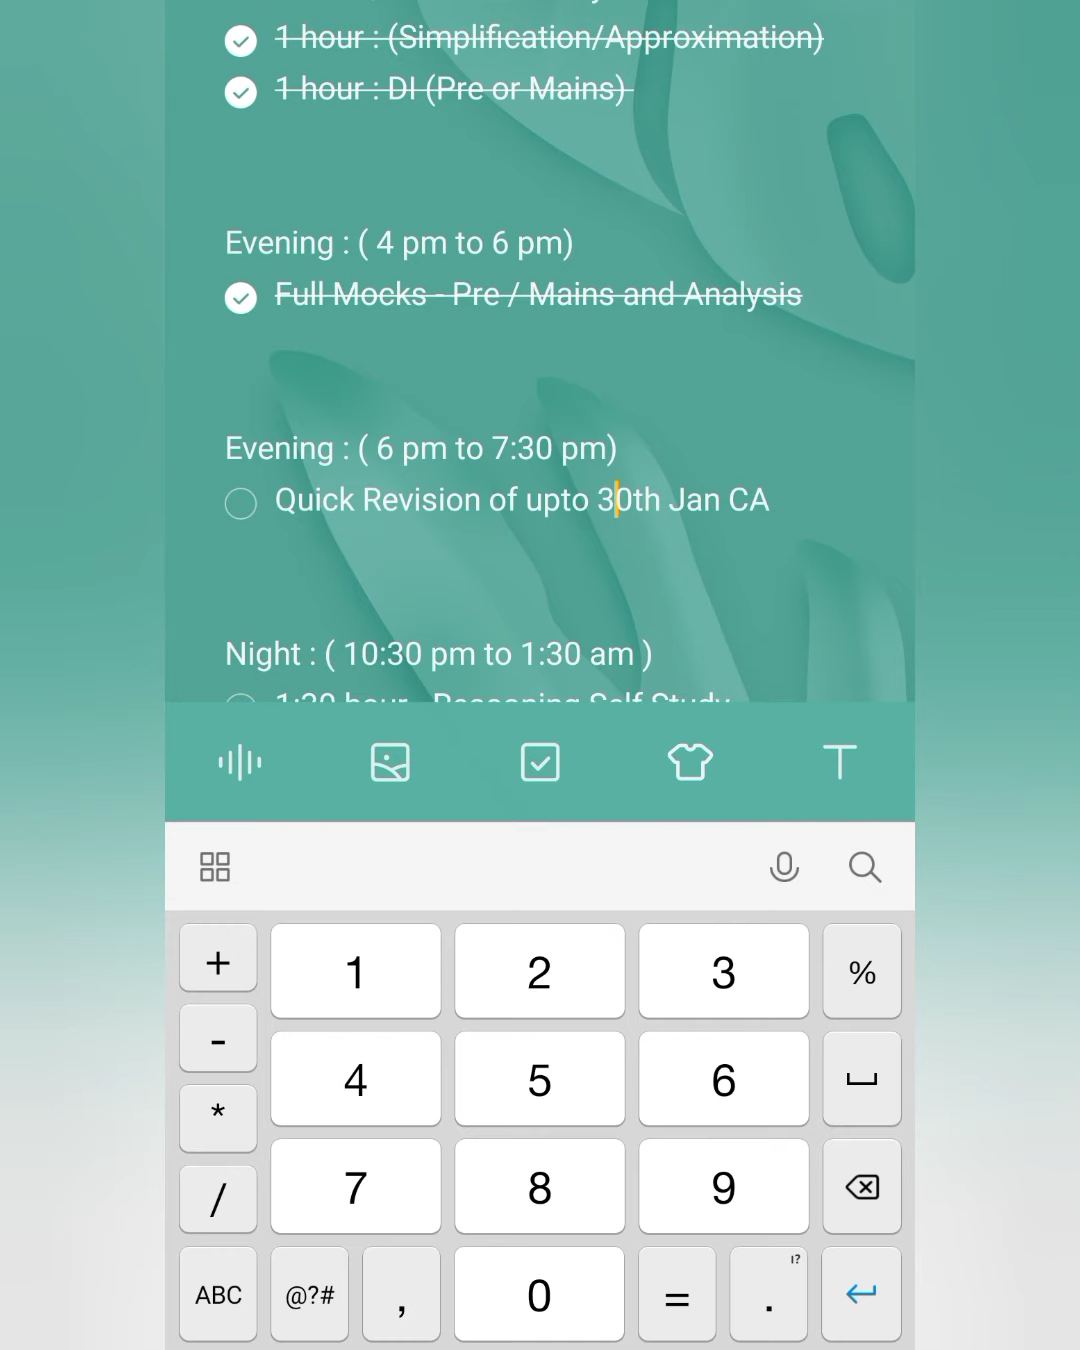 1 hour : (Simplification/Approximation)
1 hour : DI (Pre or Mains)
Evening : ( 4 pm to 6 pm)
Full Mocks - Pre / Mains and Analysis
Evening : ( 6 pm to 7:30 pm)
Quick Revision of upto 30th Jan CA
Night : ( 10:30 pm to 1:30 am )
1:30 hour - Reasoning Self Study
T
+ 1 2 3 %
- 4 5 6
*
/ 7 8 9
!?
ABC @?# , 0 = .